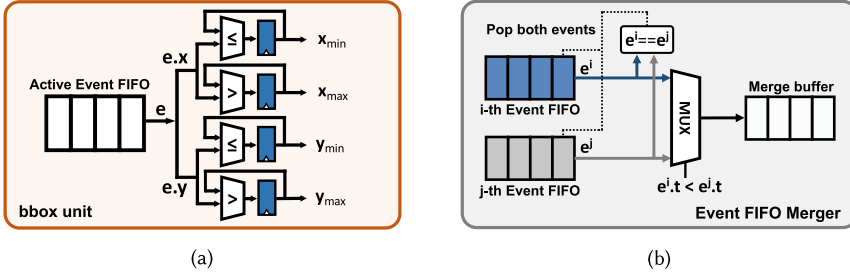 Active Event FIFO
e
e.x
e.y
≤
>
≤
>
x_min
x_max
y_min
y_max
bbox unit
(a)
Pop both events
e^i==e^j
e^i
i-th Event FIFO
e^j
j-th Event FIFO
MUX
Merge buffer
e^i.t < e^j.t
Event FIFO Merger
(b)